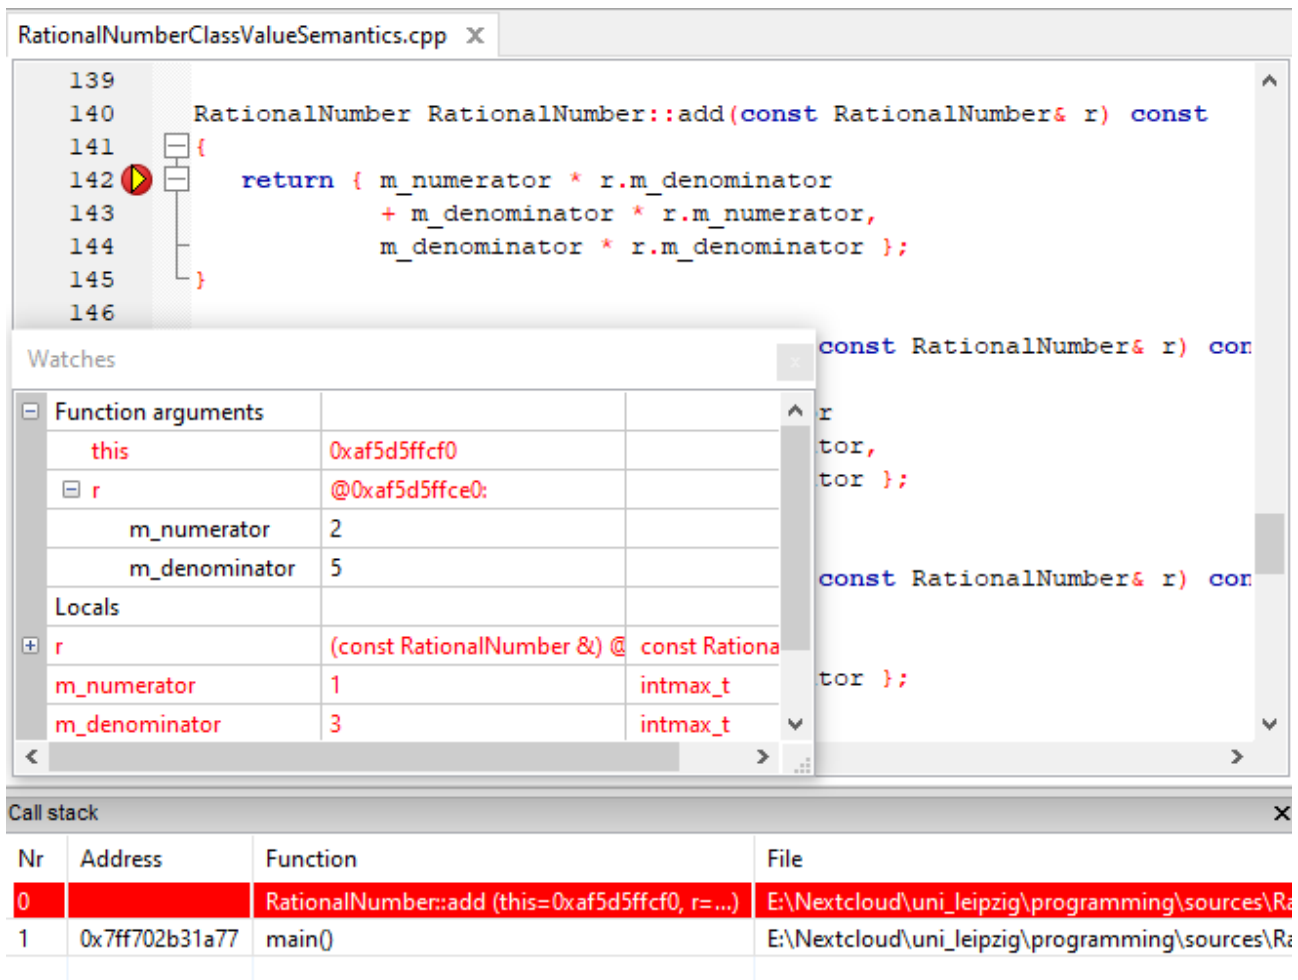 RationalNumberClassValueSemantics.cpp X
139
140 RationalNumber RationalNumber::add(const RationalNumber& r) const
141 {
142 return { m_numerator * r.m_denominator
143 + m_denominator * r.m_numerator,
144 m_denominator * r.m_denominator };
145 }
146
const RationalNumber& r) con
r
tor,
tor };
const RationalNumber& r) con
tor };
Watches x
Function arguments
this 0xaf5d5ffcf0
r @0xaf5d5ffce0:
m_numerator 2
m_denominator 5
Locals
r (const RationalNumber &) @ const Rationa
m_numerator 1 intmax_t
m_denominator 3 intmax_t
Call stack X
Nr Address Function File
0 RationalNumber::add (this=0xaf5d5ffcf0, r=...) E:\Nextcloud\uni_leipzig\programming\sources\Ra
1 0x7ff702b31a77 main() E:\Nextcloud\uni_leipzig\programming\sources\Ra